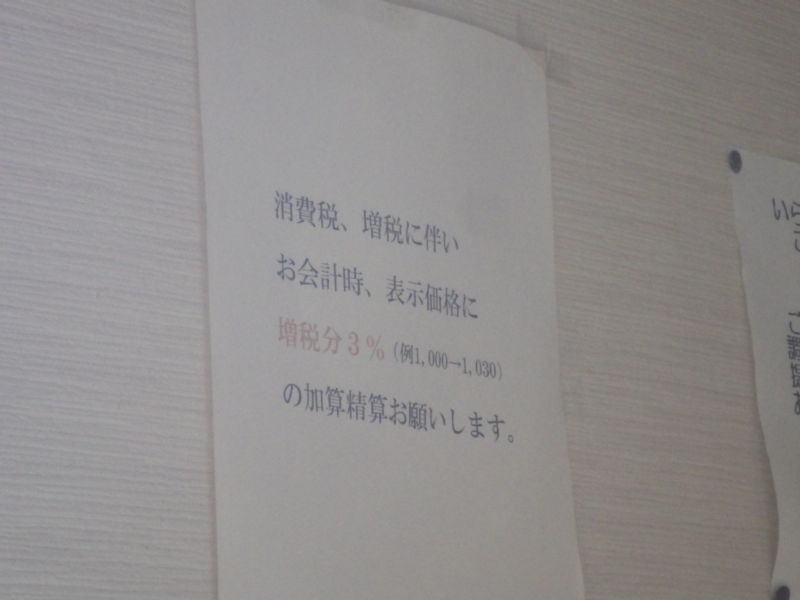 消費税、増税に伴い
お会計時、表示価格に
増税分３％（例1,000→1,030）
の加算精算お願いします。